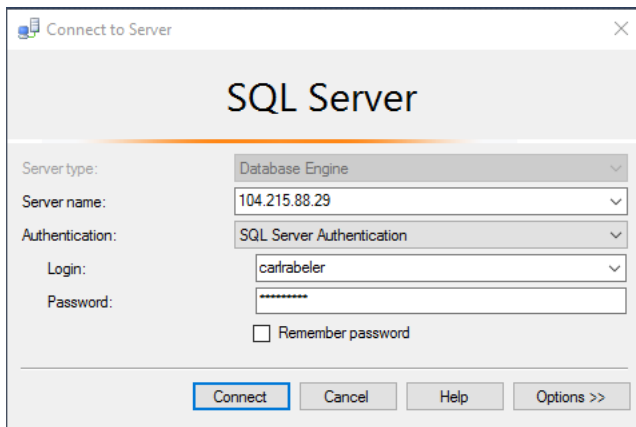 Connect to Server
SQL Server
Server type: Database Engine
Server name: 104.215.88.29
Authentication: SQL Server Authentication
Login: carlrabeler
Password: *********
Remember password
Connect Cancel Help Options >>